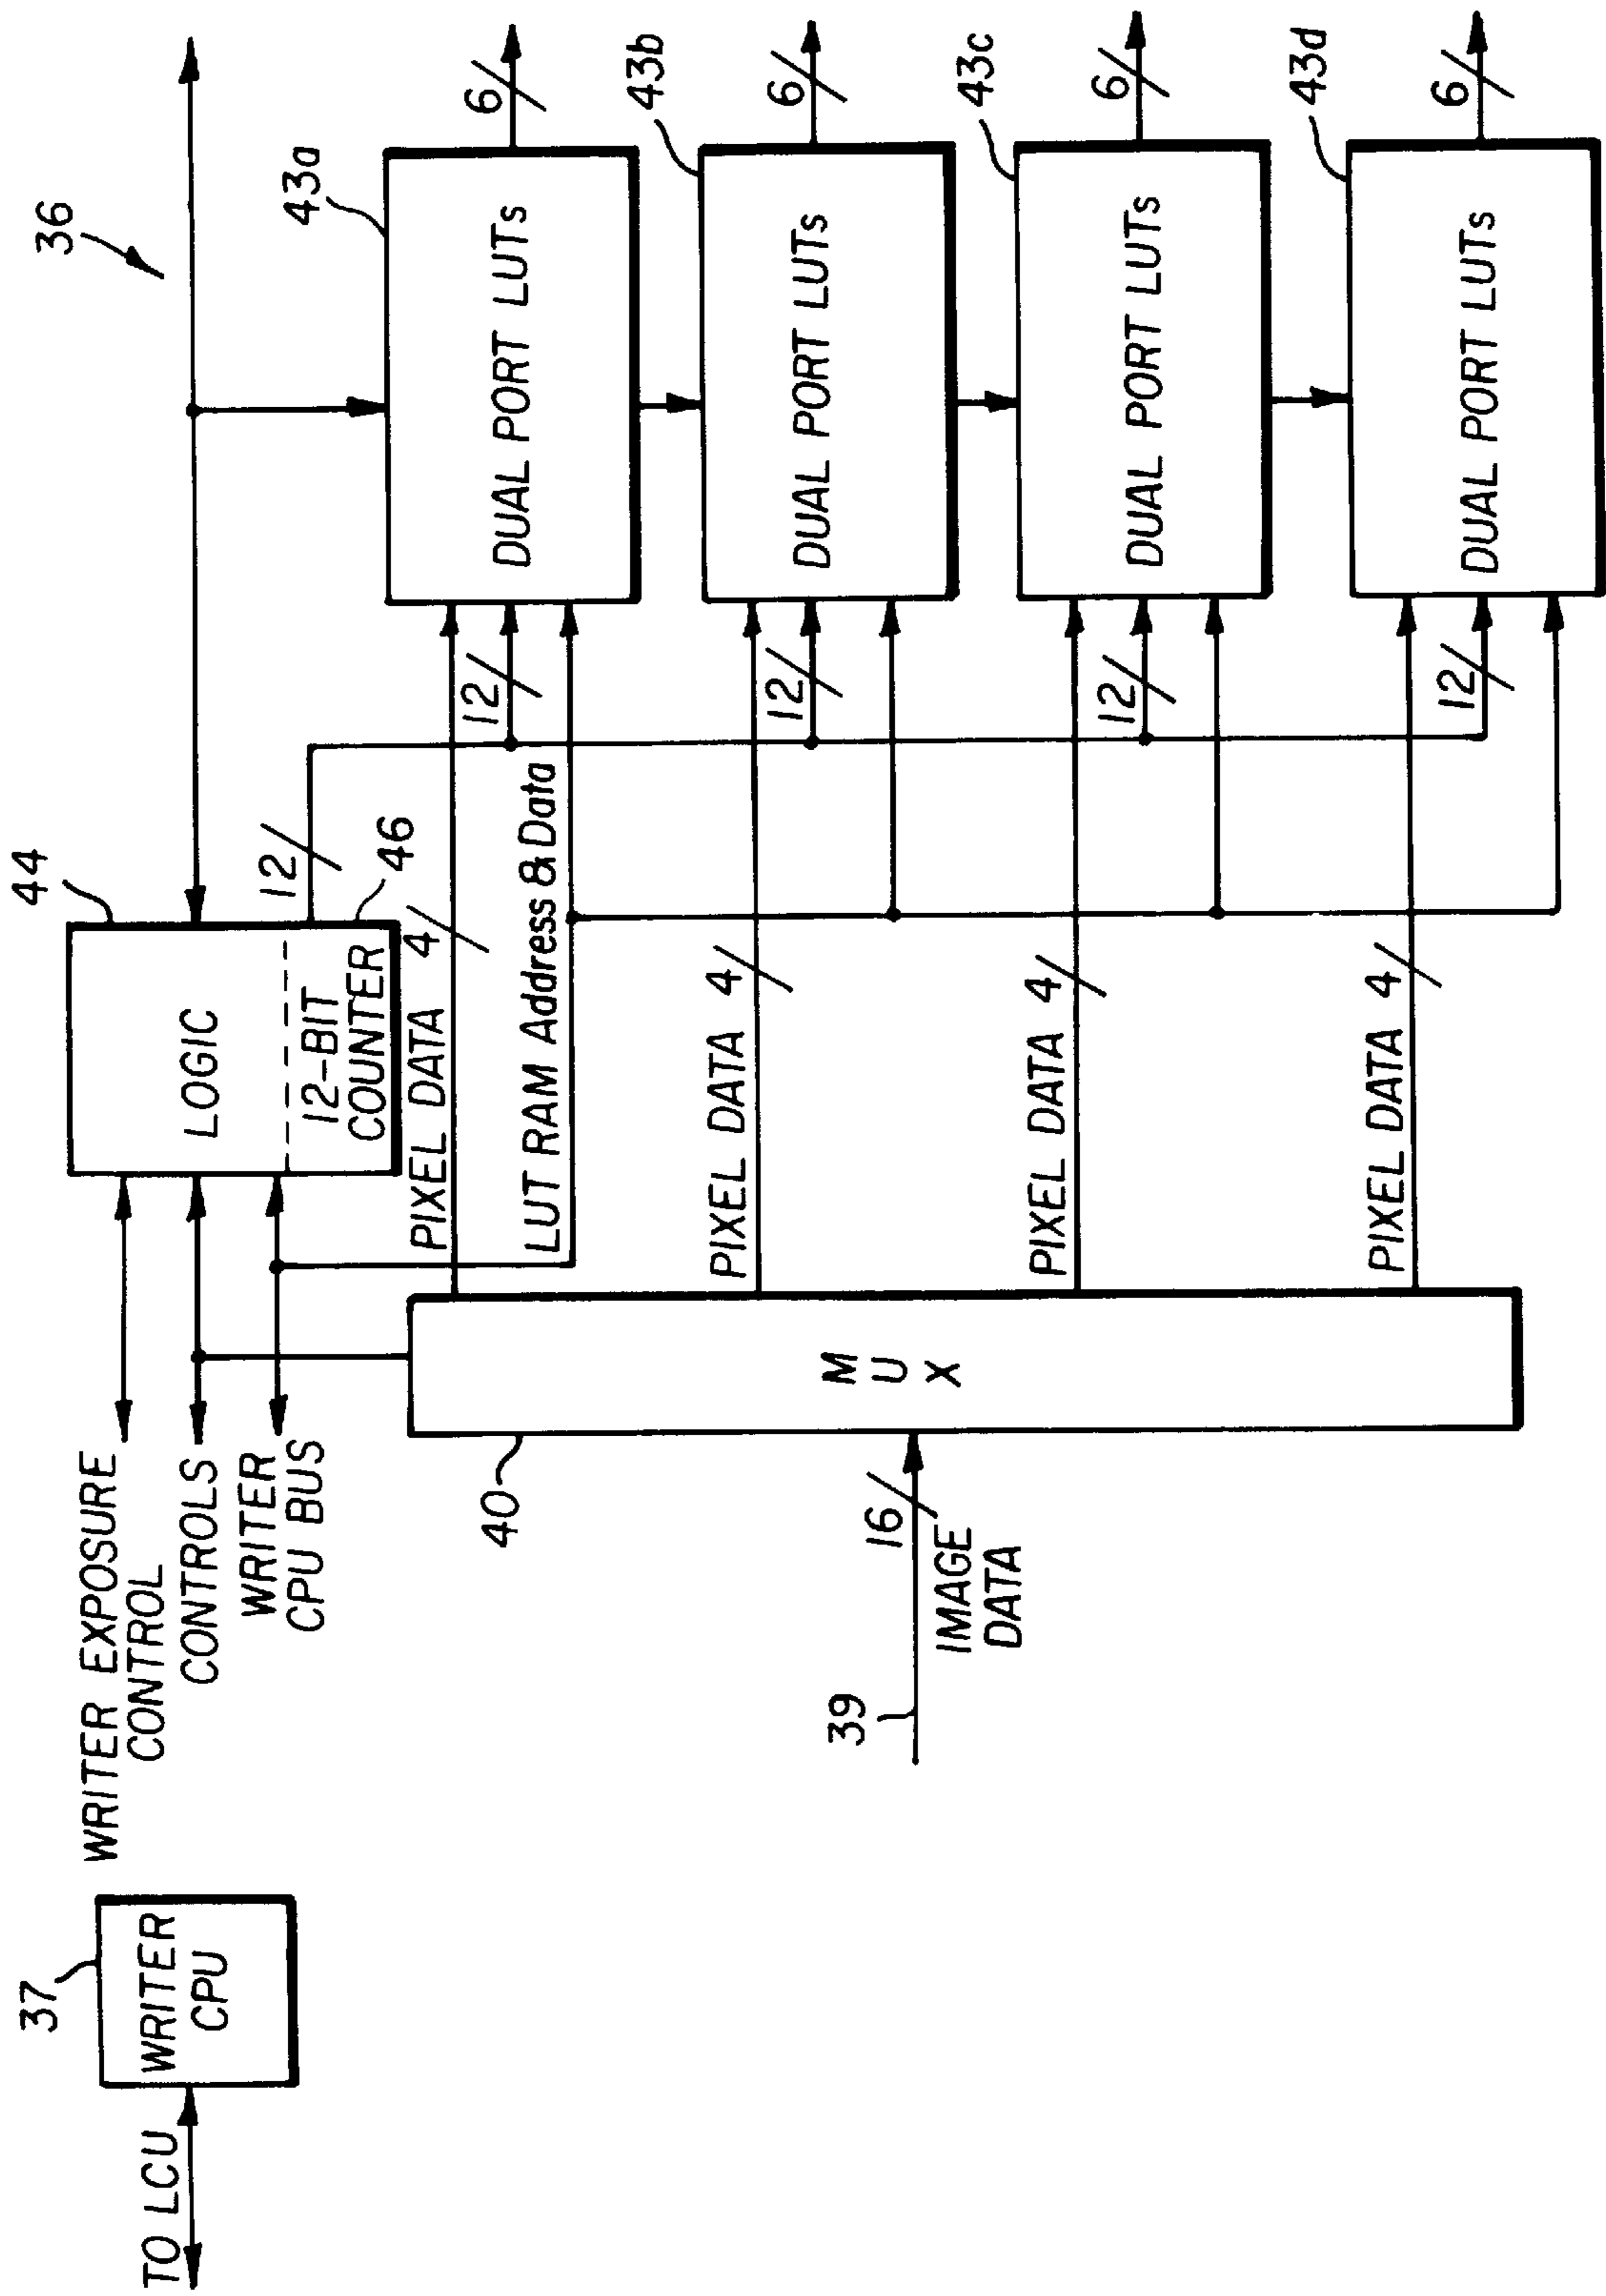 36
TO LCU
37
WRITER
CPU
WRITER EXPOSURE
CONTROL
CONTROLS
WRITER
CPU BUS
44
LOGIC
12-BIT
COUNTER
46
12
39
16
IMAGE
DATA
40
M
U
X
PIXEL DATA
4
LUT RAM Address & Data
12
43a
DUAL PORT LUTs
6
PIXEL DATA
4
12
43b
DUAL PORT LUTs
6
PIXEL DATA
4
12
43c
DUAL PORT LUTs
6
PIXEL DATA
4
12
43d
DUAL PORT LUTs
6